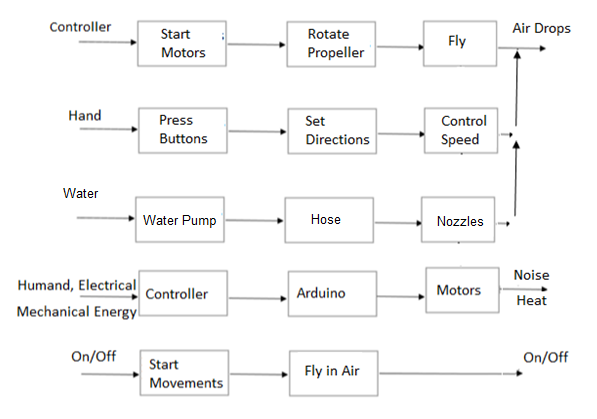 Controller
Start
Motors
Rotate
Propeller
Fly
Air Drops
Hand
Press
Buttons
Set
Directions
Control
Speed
Water
Water Pump
Hose
Nozzles
Humand, Electrical
Mechanical Energy
Controller
Arduino
Motors
Noise
Heat
On/Off
Start
Movements
Fly in Air
On/Off